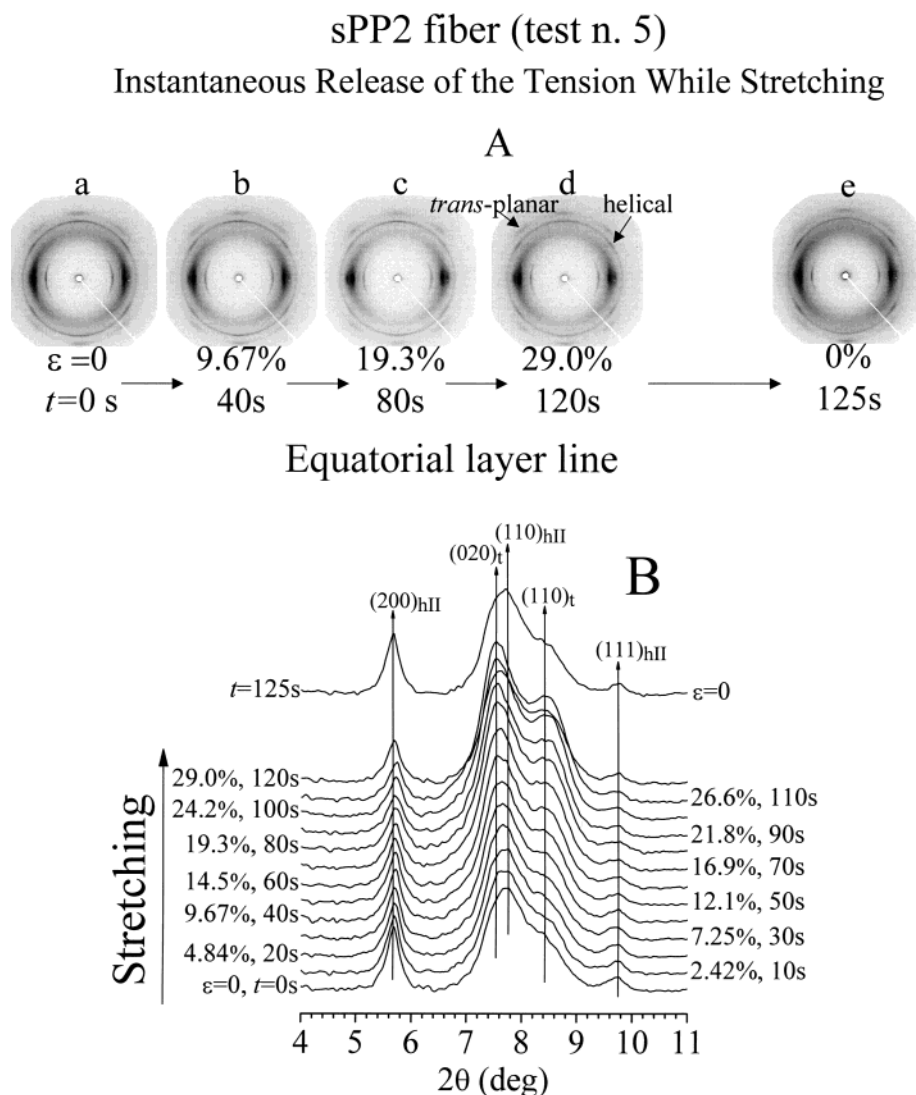 sPP2 fiber (test n. 5)
Instantaneous Release of the Tension While Stretching
A
a b c d e
trans-planar helical
ε =0 9.67% 19.3% 29.0% 0%
t=0 s 40s 80s 120s 125s
Equatorial layer line
B
(110)hII
(020)t
(200)hII (110)t
(111)hII
t=125s ε=0
29.0%, 120s
26.6%, 110s
24.2%, 100s
21.8%, 90s
19.3%, 80s
16.9%, 70s
14.5%, 60s
12.1%, 50s
9.67%, 40s
7.25%, 30s
4.84%, 20s
2.42%, 10s
ε=0, t=0s
Stretching
4 5 6 7 8 9 10 11
2θ (deg)